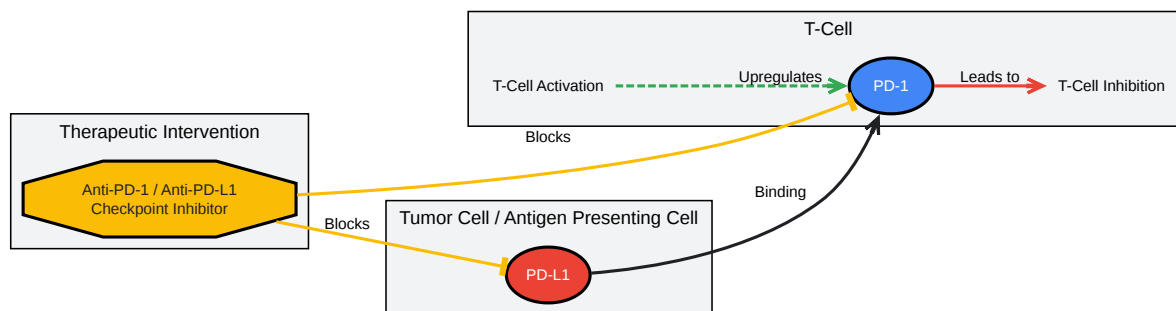 T-Cell
T-Cell Activation
Upregulates
PD-1
Leads to
T-Cell Inhibition
Therapeutic Intervention
Anti-PD-1 / Anti-PD-L1
Checkpoint Inhibitor
Blocks
Blocks
Tumor Cell / Antigen Presenting Cell
PD-L1
Binding